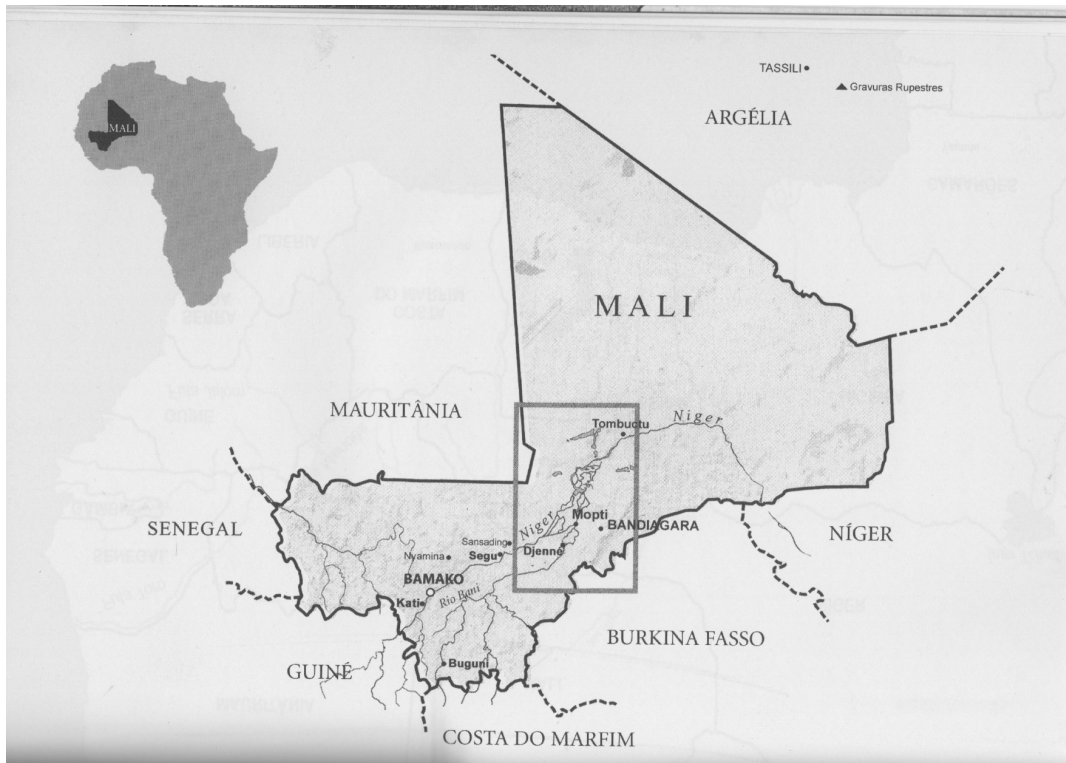 TASSILI
Gravuras Rupestres
ARGÉLIA
MALI
MALI
MAURITÂNIA
Niger
Tombuctu
Niger
Mopti
BANDIAGARA
SENEGAL
NÍGER
Sansading
Nyamina
Segu
Djenné
BAMAKO
Rio Bani
Kati
BURKINA FASSO
GUINÉ
Buguni
COSTA DO MARFIM